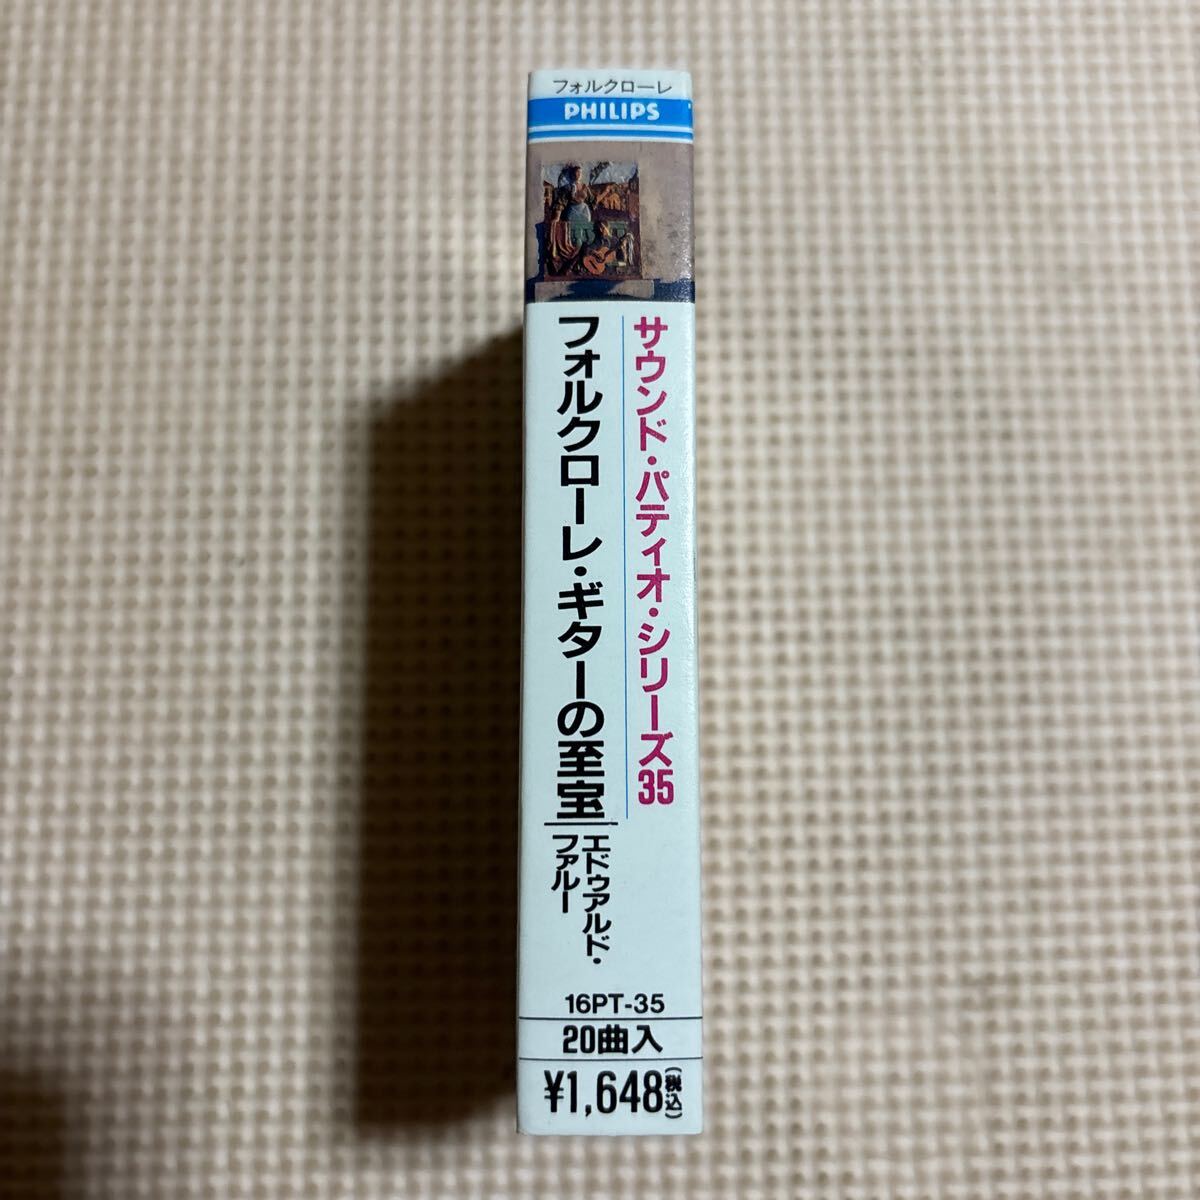 フォルクローレ
PHILIPS
サウンド・パティオ・シリーズ35
フォルクローレ・ギターの至宝
エドゥアルド・
ファルー
16PT-35
20曲入
¥1,648(税込)